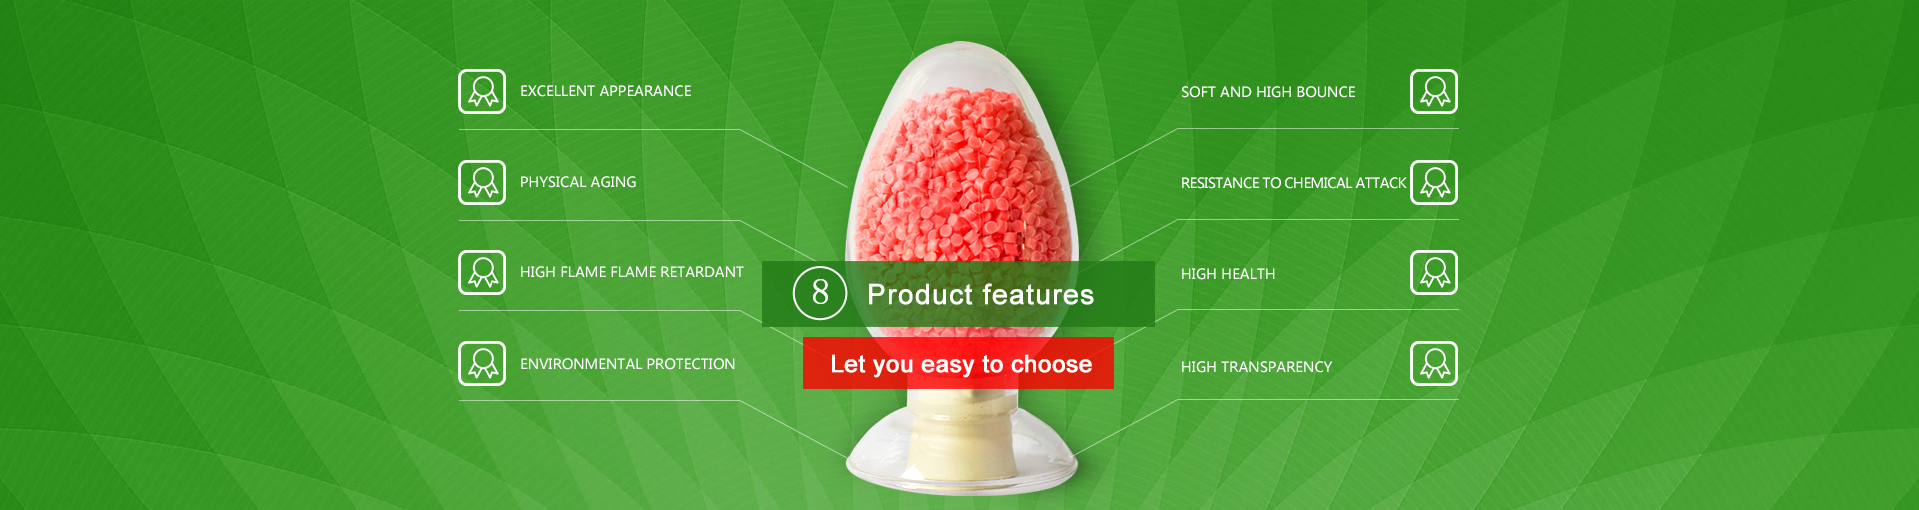 EXCELLENT APPEARANCE
PHYSICAL AGING
HIGH FLAME FLAME RETARDANT
ENVIRONMENTAL PROTECTION
8 Product features
Let you easy to choose
SOFT AND HIGH BOUNCE
RESISTANCE TO CHEMICAL ATTACK
HIGH HEALTH
HIGH TRANSPARENCY